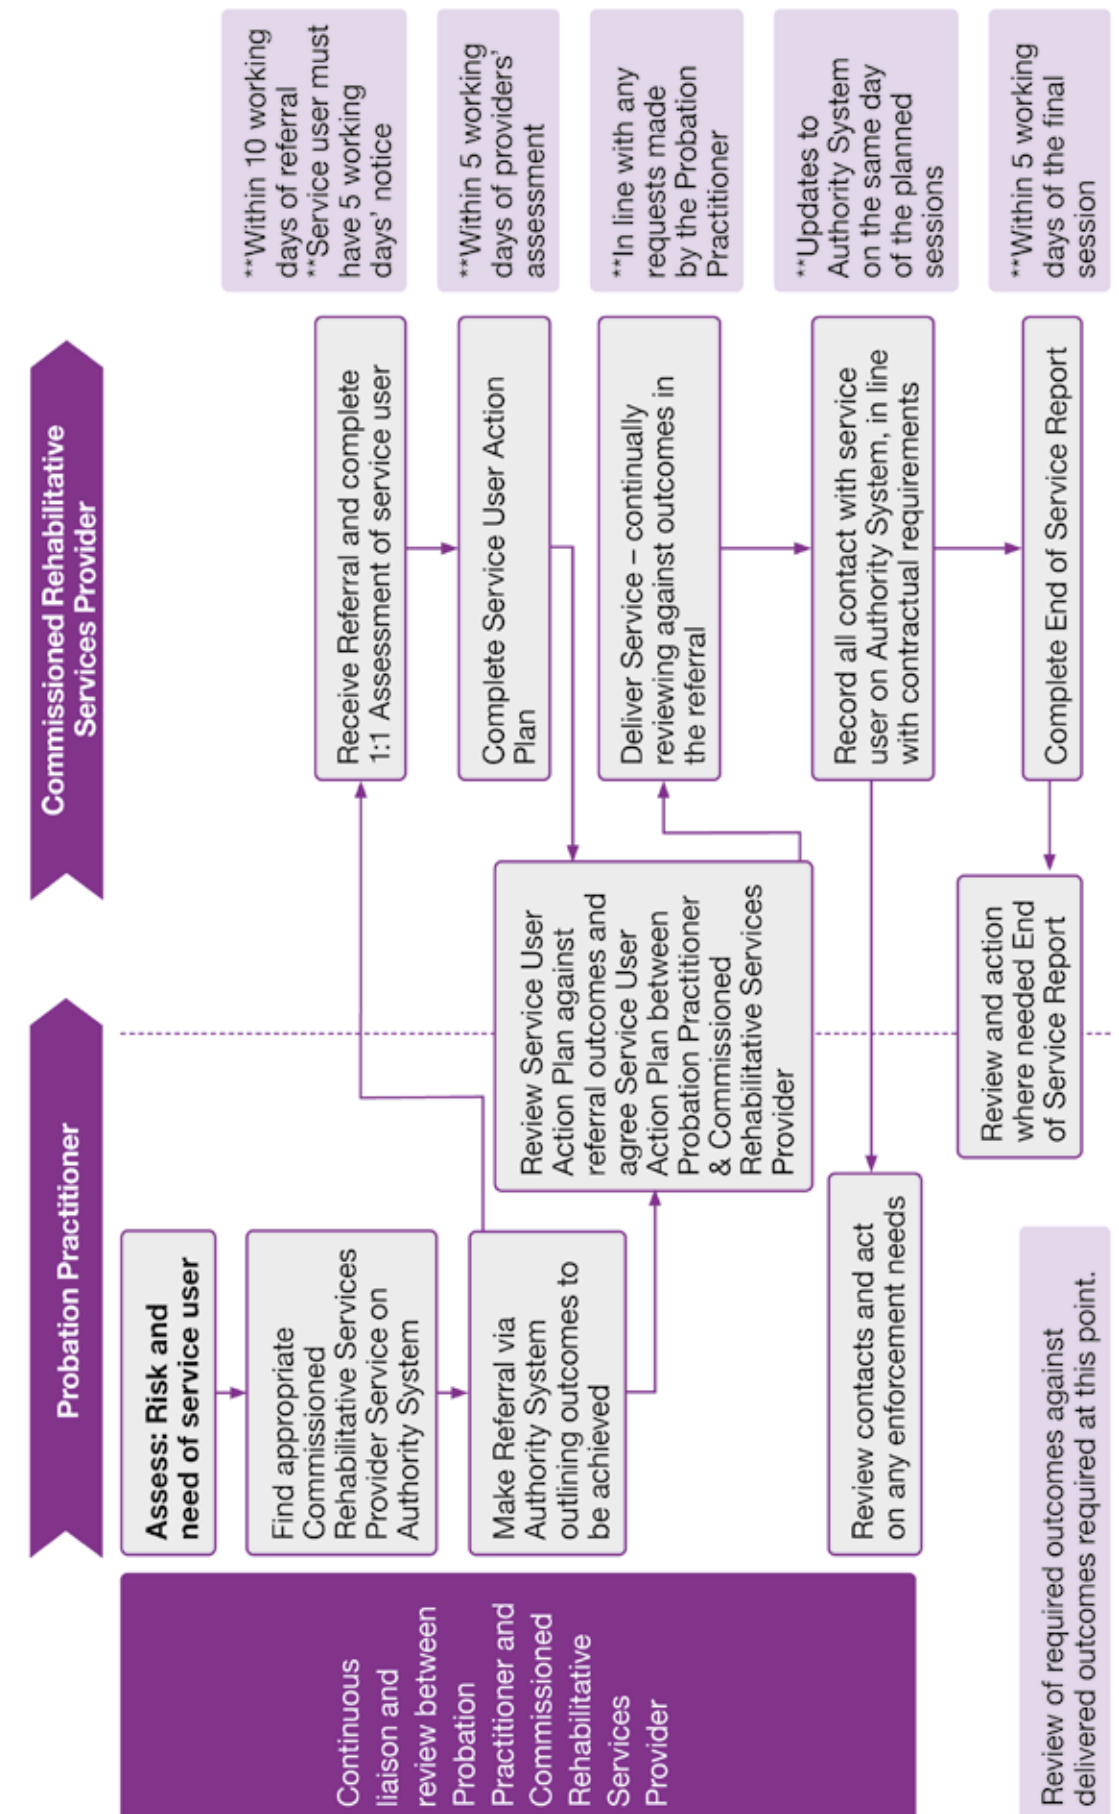 Probation Practitioner
Commissioned Rehabilitative
Services Provider
Continuous
liaison and
review between
Probation
Practitioner and
Commissioned
Rehabilitative
Services
Provider
Assess: Risk and
need of service user
Find appropriate
Commissioned
Rehabilitative Services
Provider Service on
Authority System
Make Referral via
Authority System
outlining outcomes to
be achieved
Receive Referral and complete
1:1 Assessment of service user
**Within 10 working
days of referral
**Service user must
have 5 working
days’ notice
Complete Service User Action
Plan
**Within 5 working
days of providers’
assessment
Review Service User
Action Plan against
referral outcomes and
agree Service User
Action Plan between
Probation Practitioner
& Commissioned
Rehabilitative Services
Provider
Deliver Service – continually
reviewing against outcomes in
the referral
**In line with any
requests made
by the Probation
Practitioner
Record all contact with service
user on Authority System, in line
with contractual requirements
**Updates to
Authority System
on the same day
of the planned
sessions
Review contacts and act
on any enforcement needs
Complete End of Service Report
**Within 5 working
days of the final
session
Review and action
where needed End
of Service Report
Review of required outcomes against
delivered outcomes required at this point.